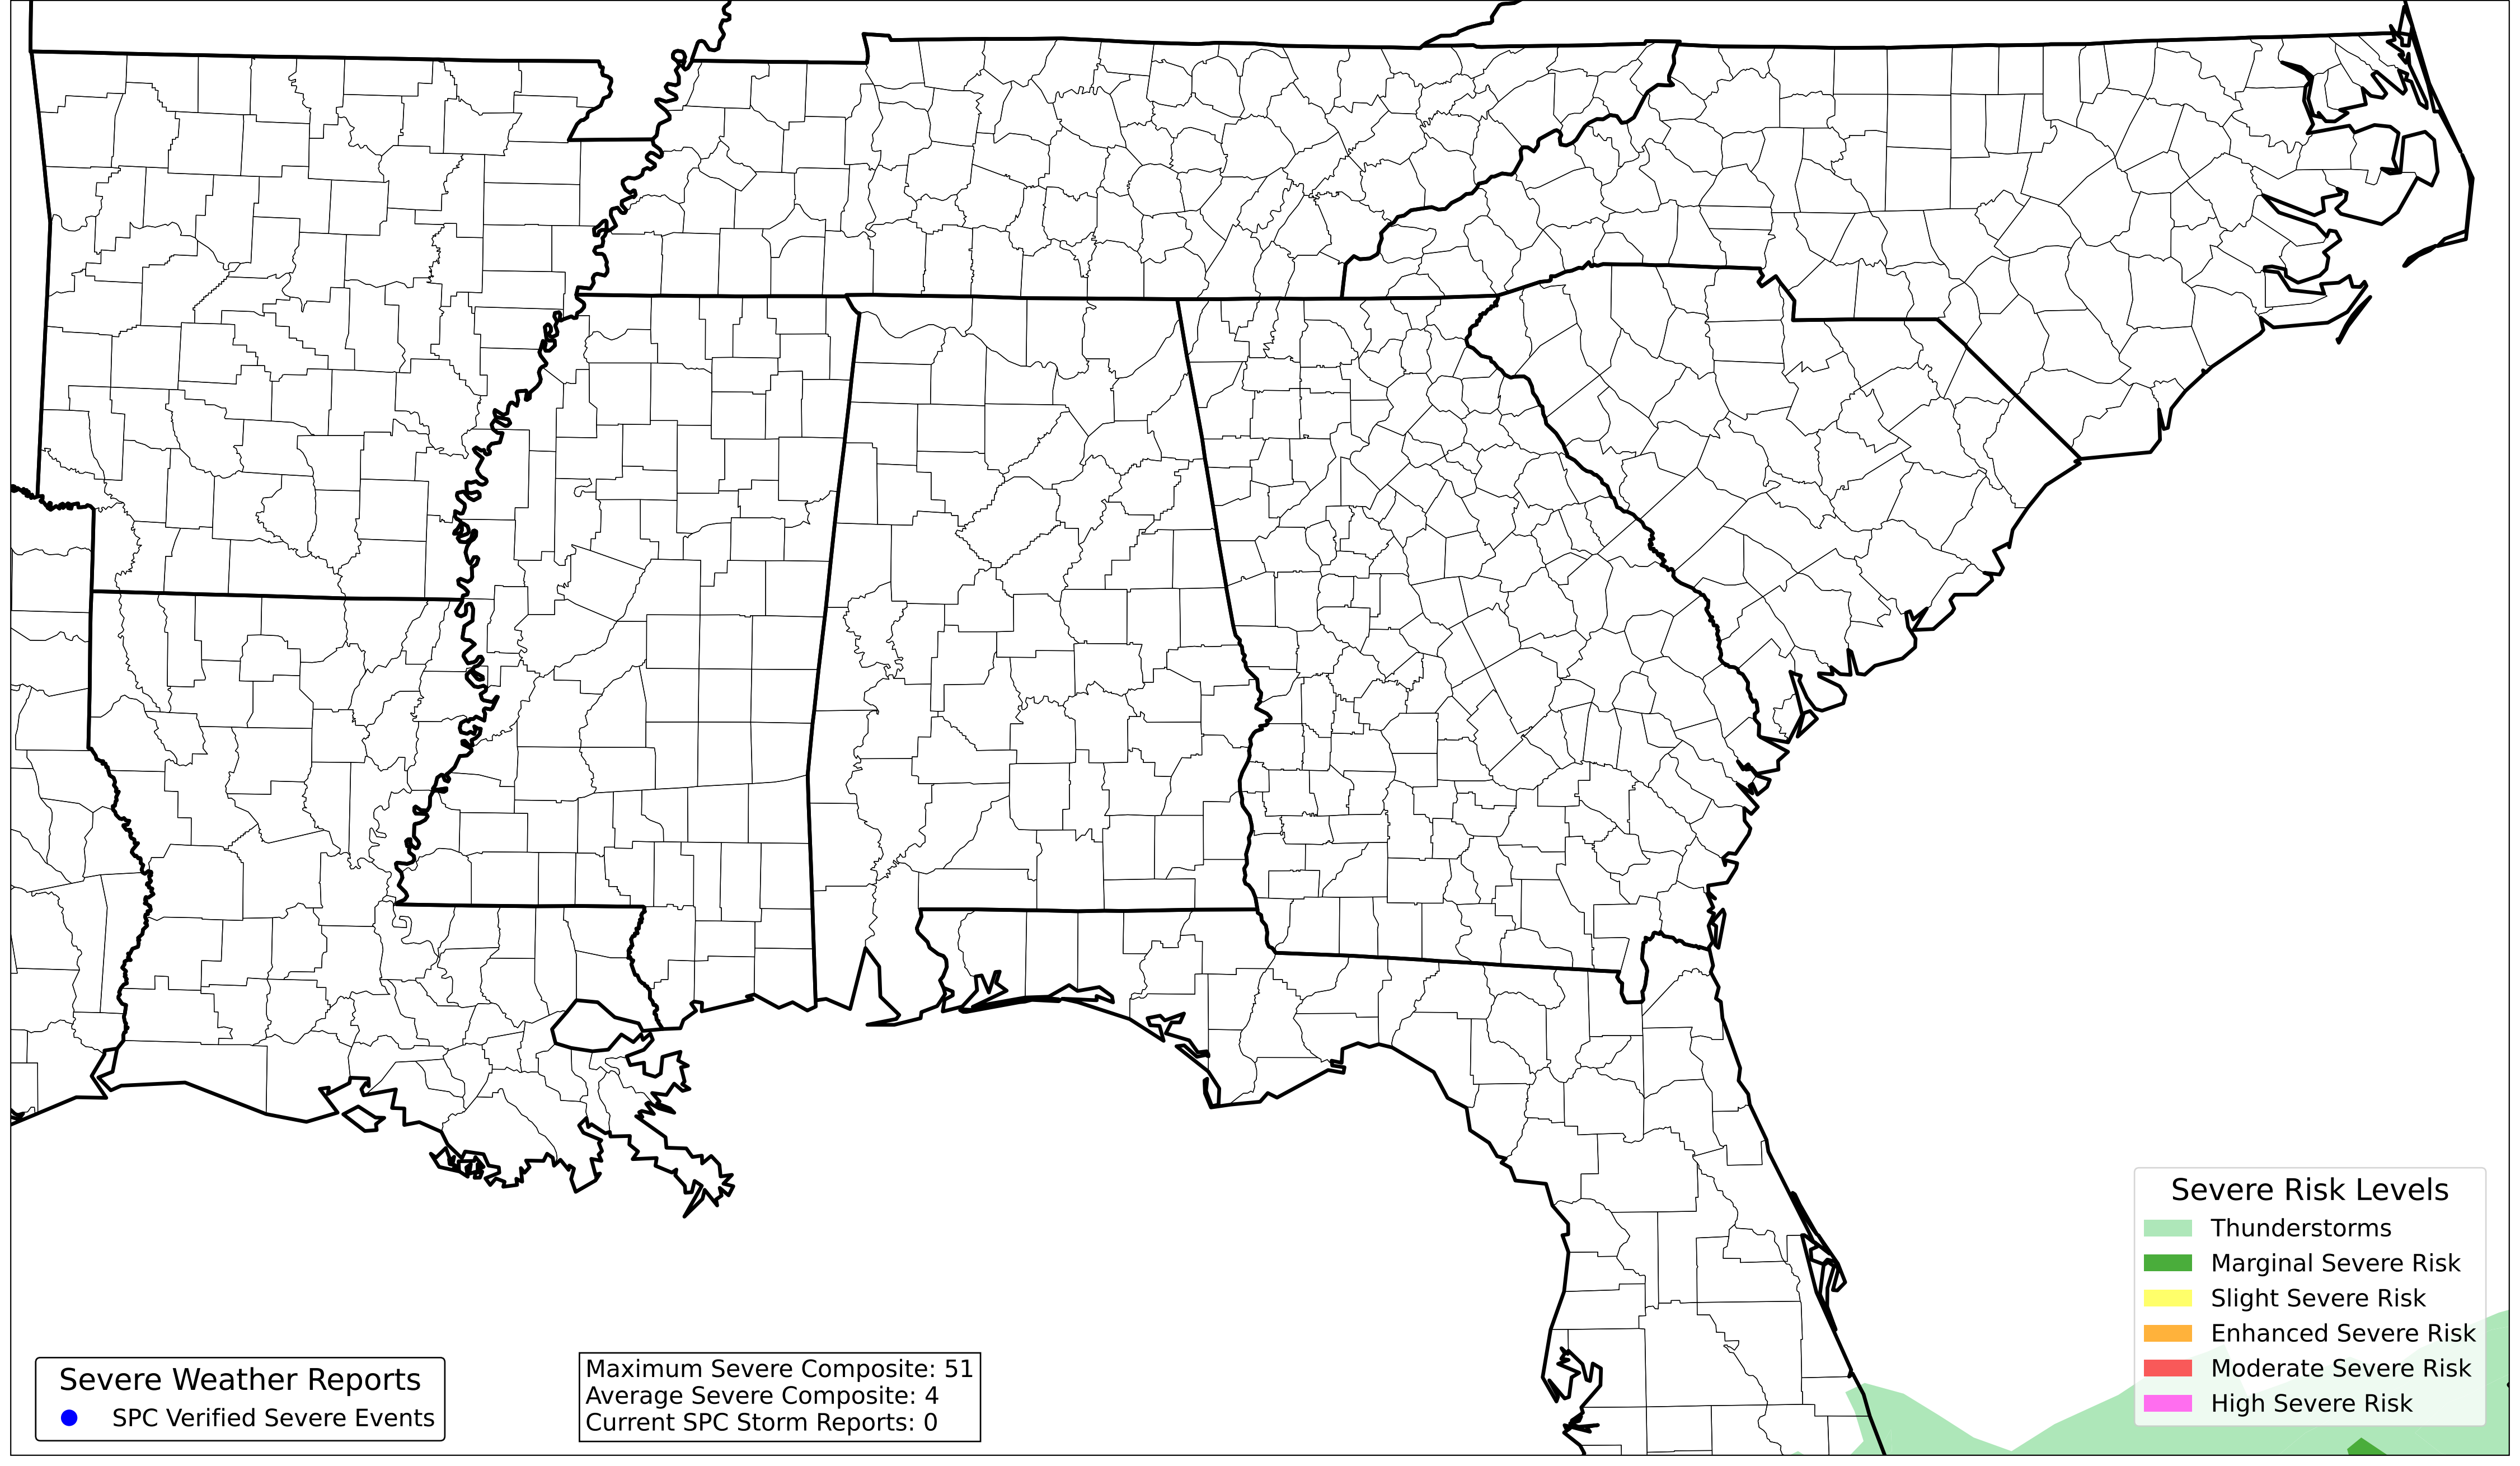 Severe Risk Levels
Thunderstorms
Marginal Severe Risk
Slight Severe Risk
Enhanced Severe Risk
Moderate Severe Risk
High Severe Risk
Severe Weather Reports
SPC Verified Severe Events
Maximum Severe Composite: 51
Average Severe Composite: 4
Current SPC Storm Reports: 0